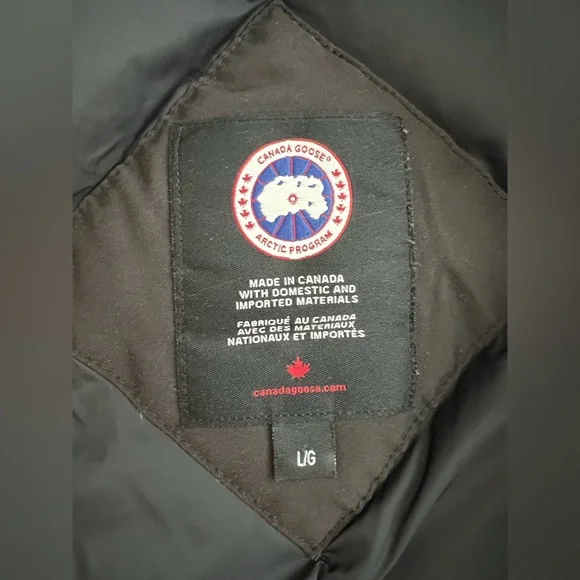 CANADA GOOSE®
ARCTIC PROGRAM
MADE IN CANADA
WITH DOMESTIC AND
IMPORTED MATERIALS
FABRIQUÉ AU CANADA
AVEC DES MATERIAUX
NATIONAUX ET IMPORTÉS
canadagoose.com
L/G